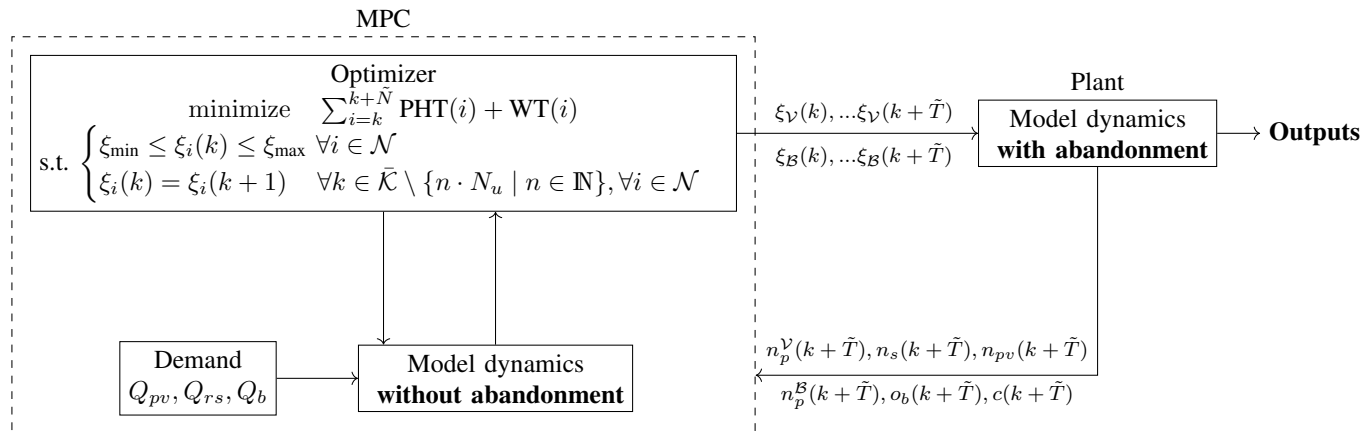 MPC
Optimizer
minimize ∑_{i=k}^{k+Ñ} PHT(i) + WT(i)
s.t. { ξ_min ≤ ξ_i(k) ≤ ξ_max ∀i ∈ 𝒩
ξ_i(k) = ξ_i(k + 1) ∀k ∈ 𝒦̄ \ {n · N_u | n ∈ ℕ}, ∀i ∈ 𝒩
ξ_𝒱(k), ...ξ_𝒱(k + T̃)
ξ_ℬ(k), ...ξ_ℬ(k + T̃)
Plant
Model dynamics
with abandonment
Outputs
Demand
Q_pv, Q_rs, Q_b
Model dynamics
without abandonment
n_p^𝒱(k + T̃), n_s(k + T̃), n_pv(k + T̃)
n_p^ℬ(k + T̃), o_b(k + T̃), c(k + T̃)